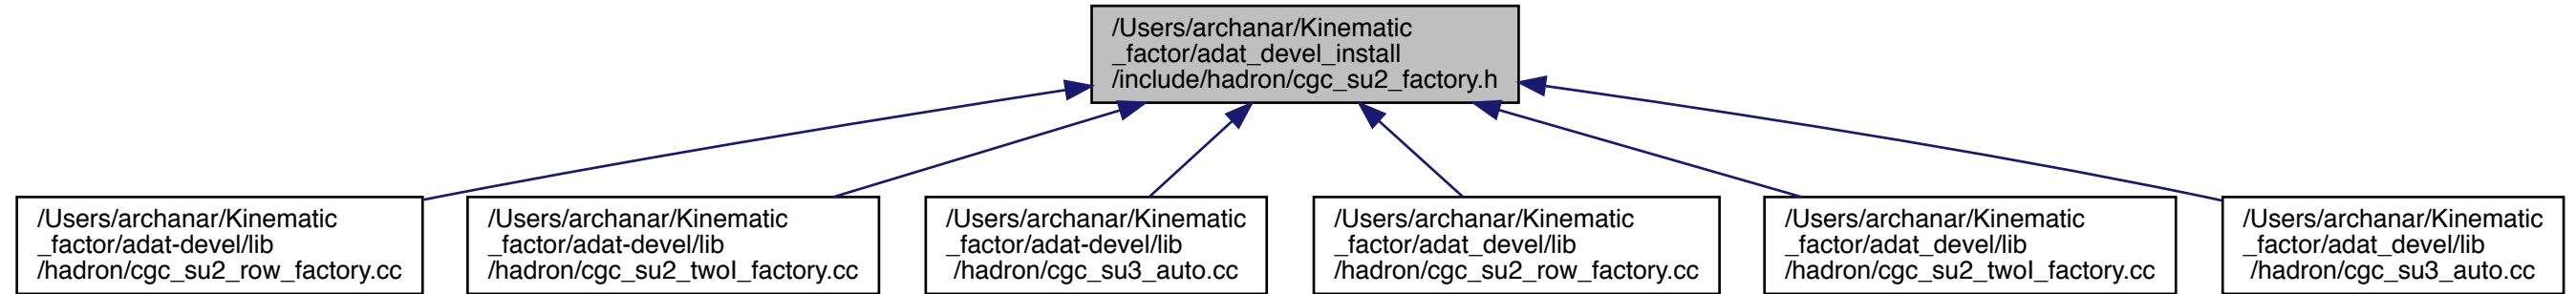 /Users/archanar/Kinematic
_factor/adat_devel_install
/include/hadron/cgc_su2_factory.h
/Users/archanar/Kinematic
_factor/adat-devel/lib
/hadron/cgc_su2_row_factory.cc
/Users/archanar/Kinematic
_factor/adat-devel/lib
/hadron/cgc_su2_twoI_factory.cc
/Users/archanar/Kinematic
_factor/adat-devel/lib
/hadron/cgc_su3_auto.cc
/Users/archanar/Kinematic
_factor/adat_devel/lib
/hadron/cgc_su2_row_factory.cc
/Users/archanar/Kinematic
_factor/adat_devel/lib
/hadron/cgc_su2_twoI_factory.cc
/Users/archanar/Kinematic
_factor/adat_devel/lib
/hadron/cgc_su3_auto.cc